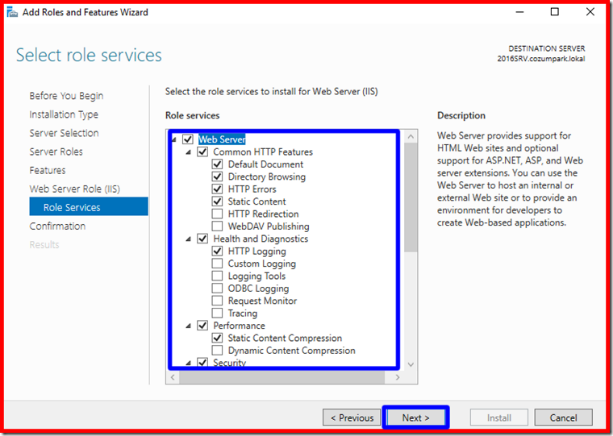 Add Roles and Features Wizard
Select role services
DESTINATION SERVER
2016SRV.cozumpark.lokal
Before You Begin
Installation Type
Server Selection
Server Roles
Features
Web Server Role (IIS)
Role Services
Confirmation
Results
Select the role services to install for Web Server (IIS)
Role services
Web Server
Common HTTP Features
Default Document
Directory Browsing
HTTP Errors
Static Content
HTTP Redirection
WebDAV Publishing
Health and Diagnostics
HTTP Logging
Custom Logging
Logging Tools
ODBC Logging
Request Monitor
Tracing
Performance
Static Content Compression
Dynamic Content Compression
Security
Description
Web Server provides support for
HTML Web sites and optional
support for ASP.NET, ASP, and Web
server extensions. You can use the
Web Server to host an internal or
external Web site or to provide an
environment for developers to
create Web-based applications.
< Previous
Next >
Install
Cancel